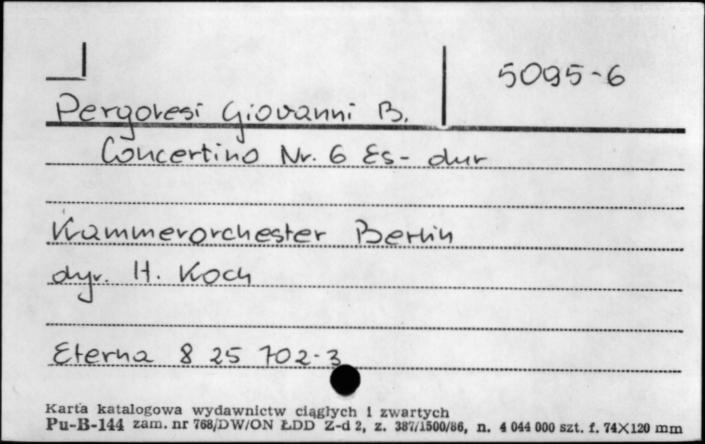 5095-6
Pergolesi Giovanni B.
Concertino Nr. 6 Es-dur
Kammerorchester Berlin
dyr. H. Koch
Eterna 8 25 702-3
Karta katalogowa wydawnictw ciągłych i zwartych
Pu-B-144 zam. nr 768/DW/ON ŁDD Z-d 2, z. 387/1500/86, n. 4 044 000 szt. f. 74×120 mm